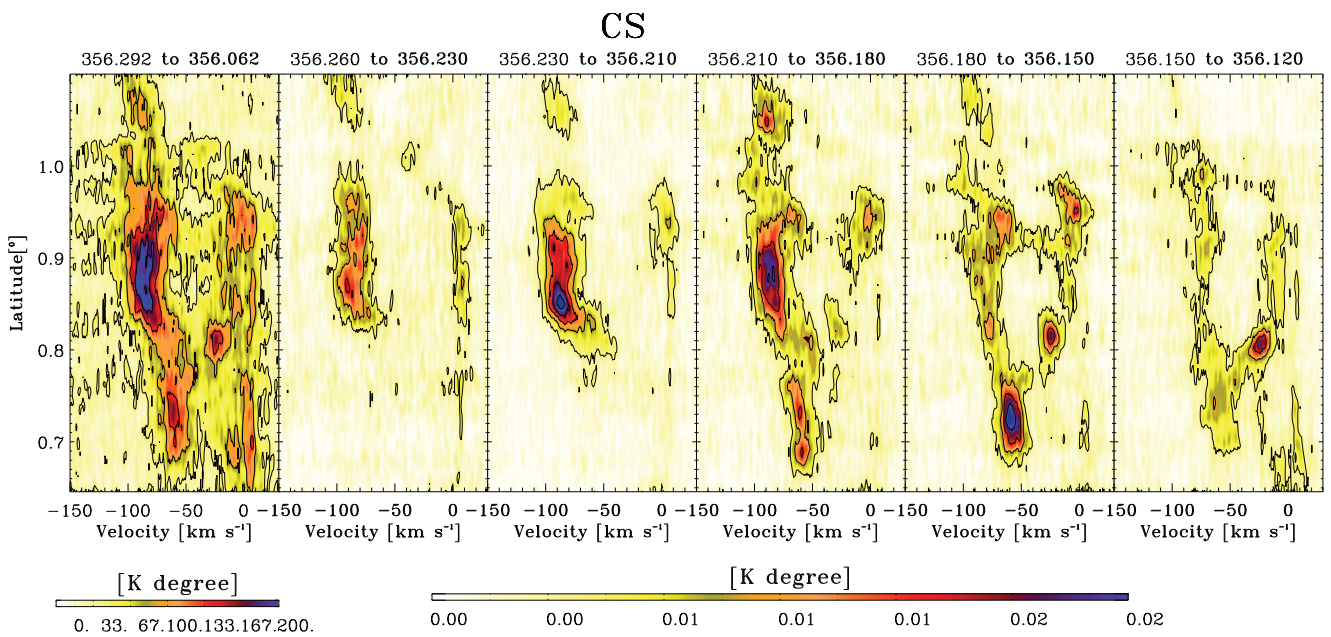 CS
356.292 to 356.062 356.260 to 356.230 356.230 to 356.210 356.210 to 356.180 356.180 to 356.150 356.150 to 356.120
1.0
0.9
0.8
0.7
Latitude[°]
−150 −100 −50 0 −150 −100 −50 0 −150 −100 −50 0 −150 −100 −50 0 −150 −100 −50 0 −150 −100 −50 0
Velocity [km s⁻¹] Velocity [km s⁻¹] Velocity [km s⁻¹] Velocity [km s⁻¹] Velocity [km s⁻¹] Velocity [km s⁻¹]
[K degree] [K degree]
0. 33. 67.100.133.167.200.
0.00 0.00 0.01 0.01 0.01 0.02 0.02